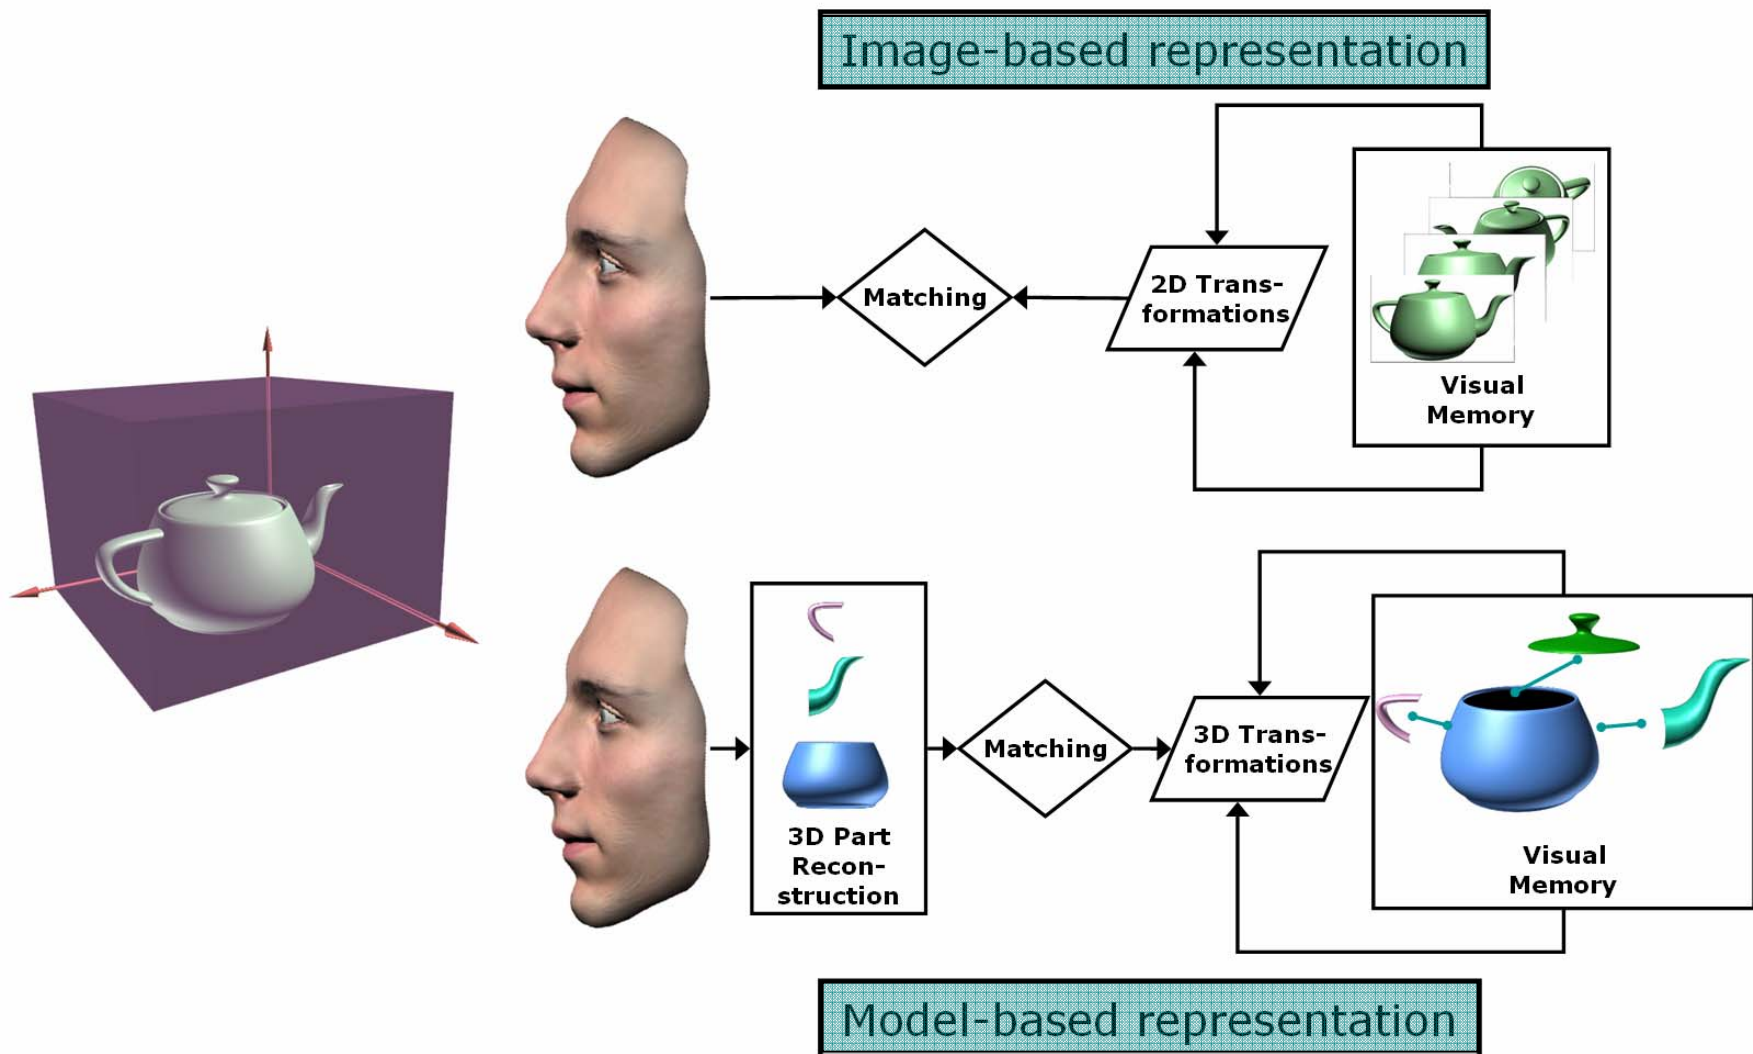 Image-based representation
Matching
2D Trans-
formations
Visual
Memory
3D Part
Recon-
struction
Matching
3D Trans-
formations
Visual
Memory
Model-based representation